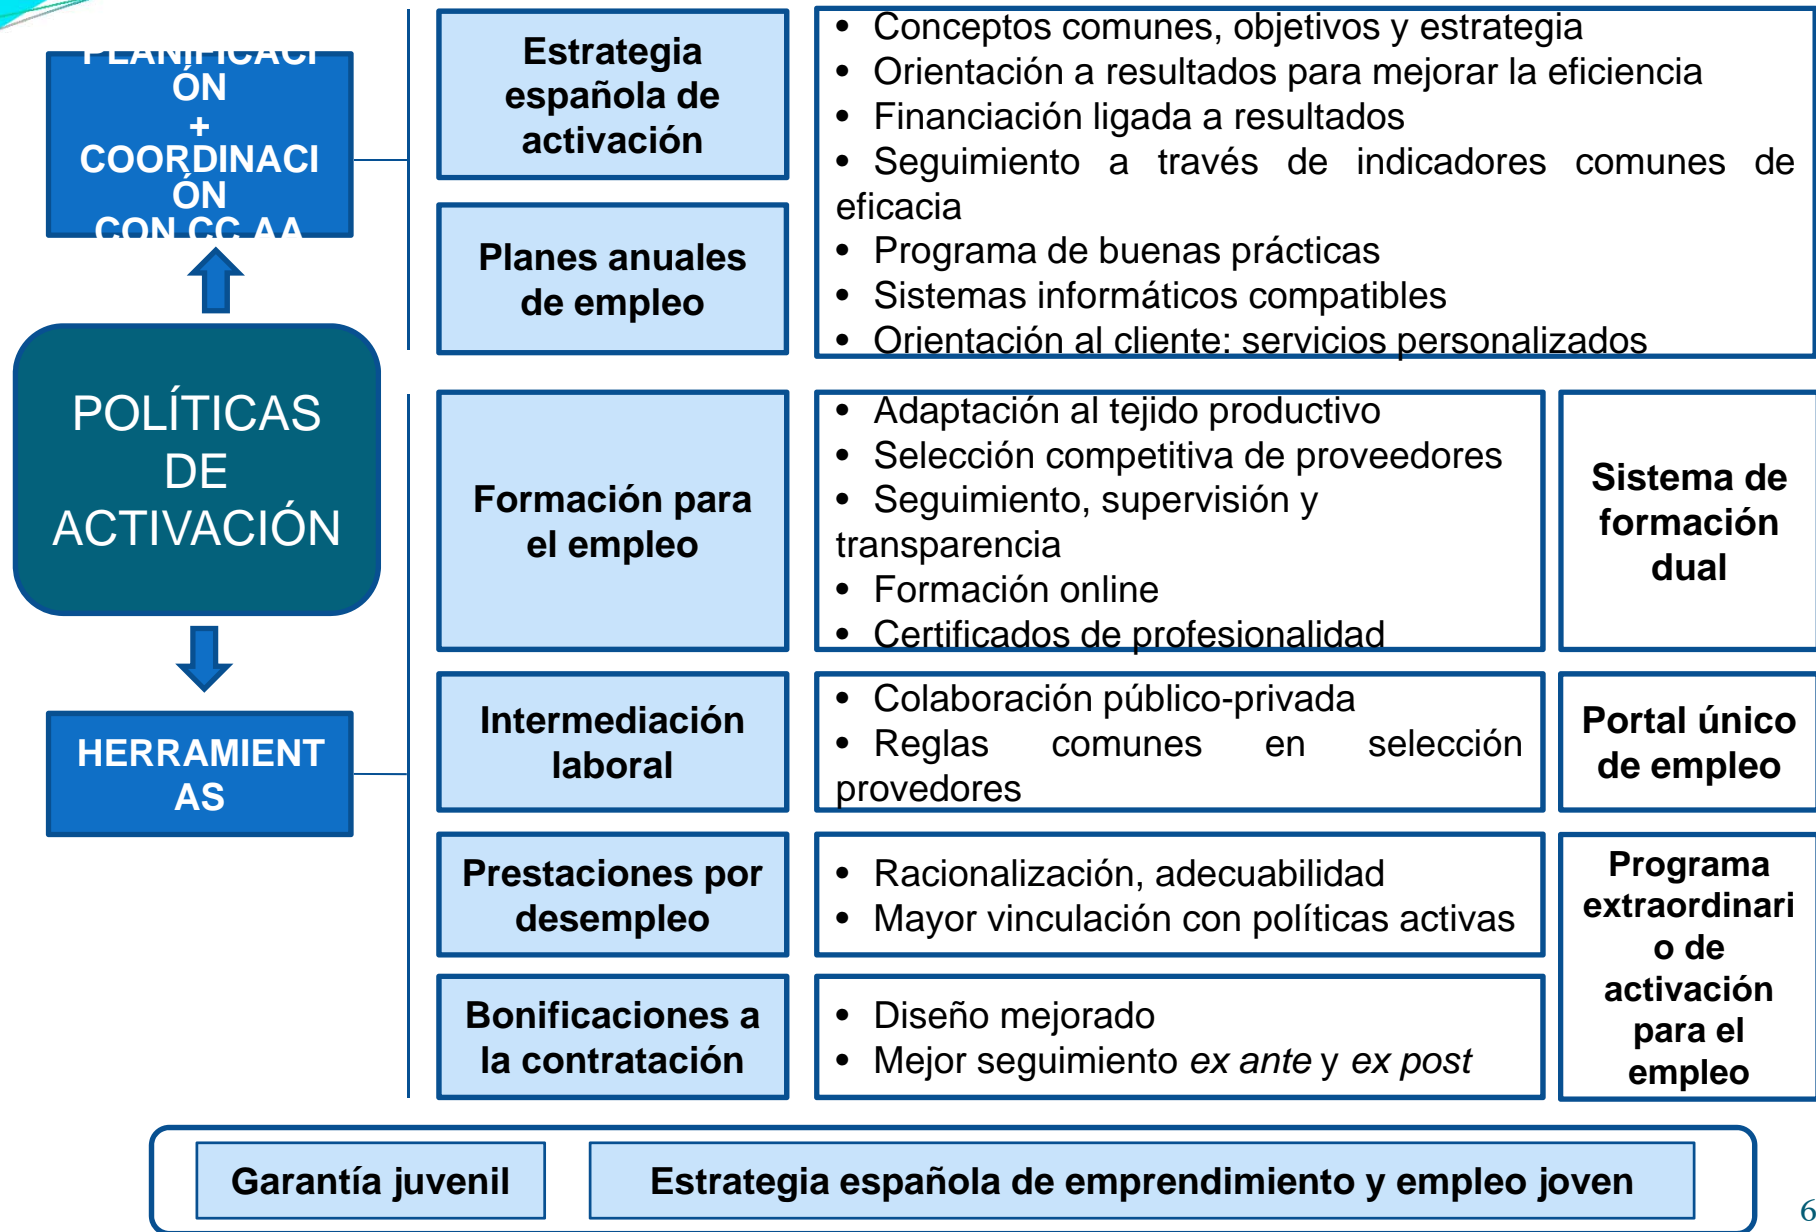 PLANIFICACI
ÓN
+
COORDINACI
ÓN
CON CC.AA
Estrategia
española de
activación
Planes anuales
de empleo
• Conceptos comunes, objetivos y estrategia
• Orientación a resultados para mejorar la eficiencia
• Financiación ligada a resultados
• Seguimiento a través de indicadores comunes de
eficacia
• Programa de buenas prácticas
• Sistemas informáticos compatibles
• Orientación al cliente: servicios personalizados
POLÍTICAS
DE
ACTIVACIÓN
HERRAMIENT
AS
Formación para
el empleo
• Adaptación al tejido productivo
• Selección competitiva de proveedores
• Seguimiento, supervisión y
transparencia
• Formación online
• Certificados de profesionalidad
Sistema de
formación
dual
Intermediación
laboral
• Colaboración público-privada
• Reglas comunes en selección
provedores
Portal único
de empleo
Prestaciones por
desempleo
• Racionalización, adecuabilidad
• Mayor vinculación con políticas activas
Bonificaciones a
la contratación
• Diseño mejorado
• Mejor seguimiento ex ante y ex post
Programa
extraordinari
o de
activación
para el
empleo
Garantía juvenil
Estrategia española de emprendimiento y empleo joven
6